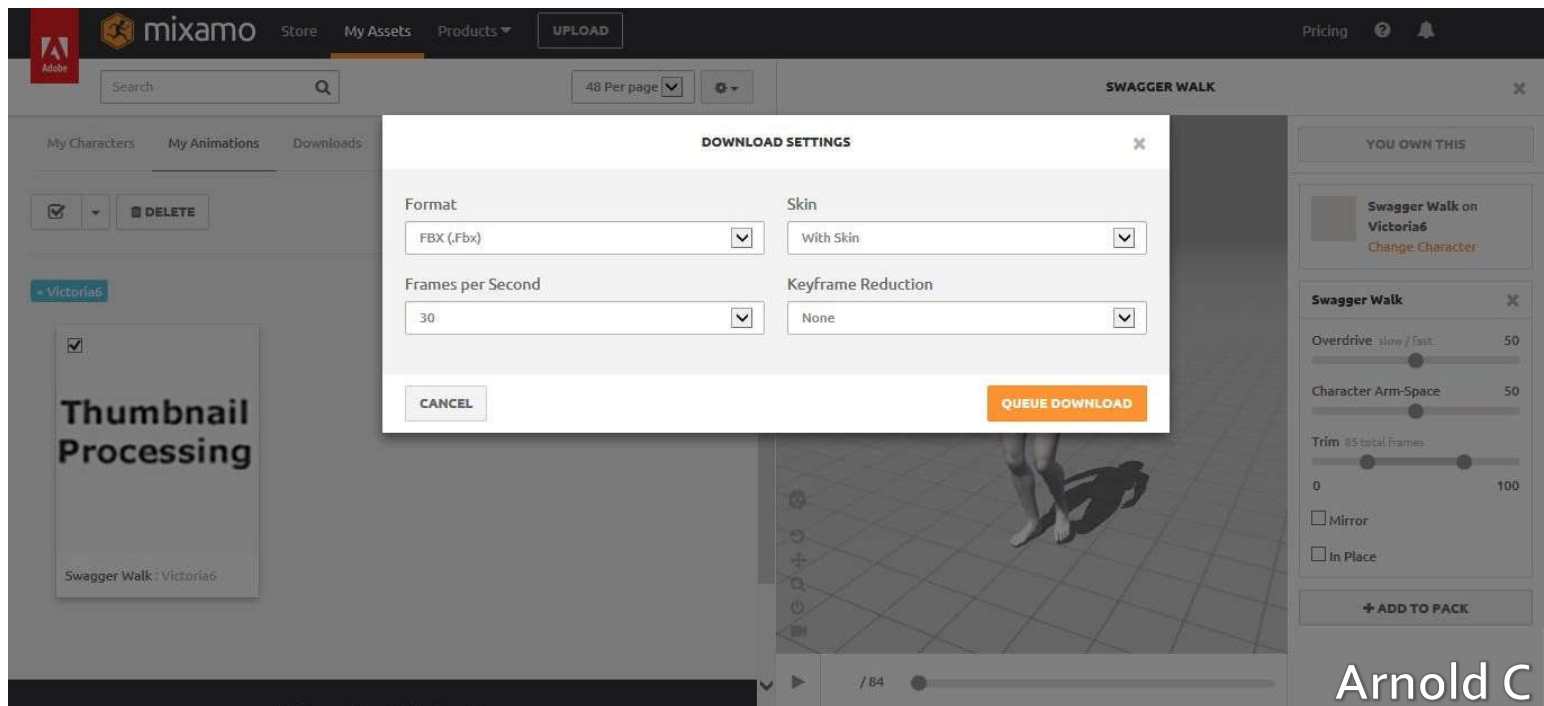 Adobe
mixamo Store My Assets Products UPLOAD Pricing
Search 48 Per page SWAGGER WALK
My Characters My Animations Downloads
DELETE
- Victoria6
Thumbnail
Processing
Swagger Walk : Victoria6
DOWNLOAD SETTINGS
Format Skin
FBX (.Fbx) With Skin
Frames per Second Keyframe Reduction
30 None
CANCEL QUEUE DOWNLOAD
YOU OWN THIS
Swagger Walk on
Victoria6
Change Character
Swagger Walk
Overdrive slow / fast 50
Character Arm-Space 50
Trim 85 total frames
0 100
Mirror
In Place
+ ADD TO PACK
/ 84
Arnold C